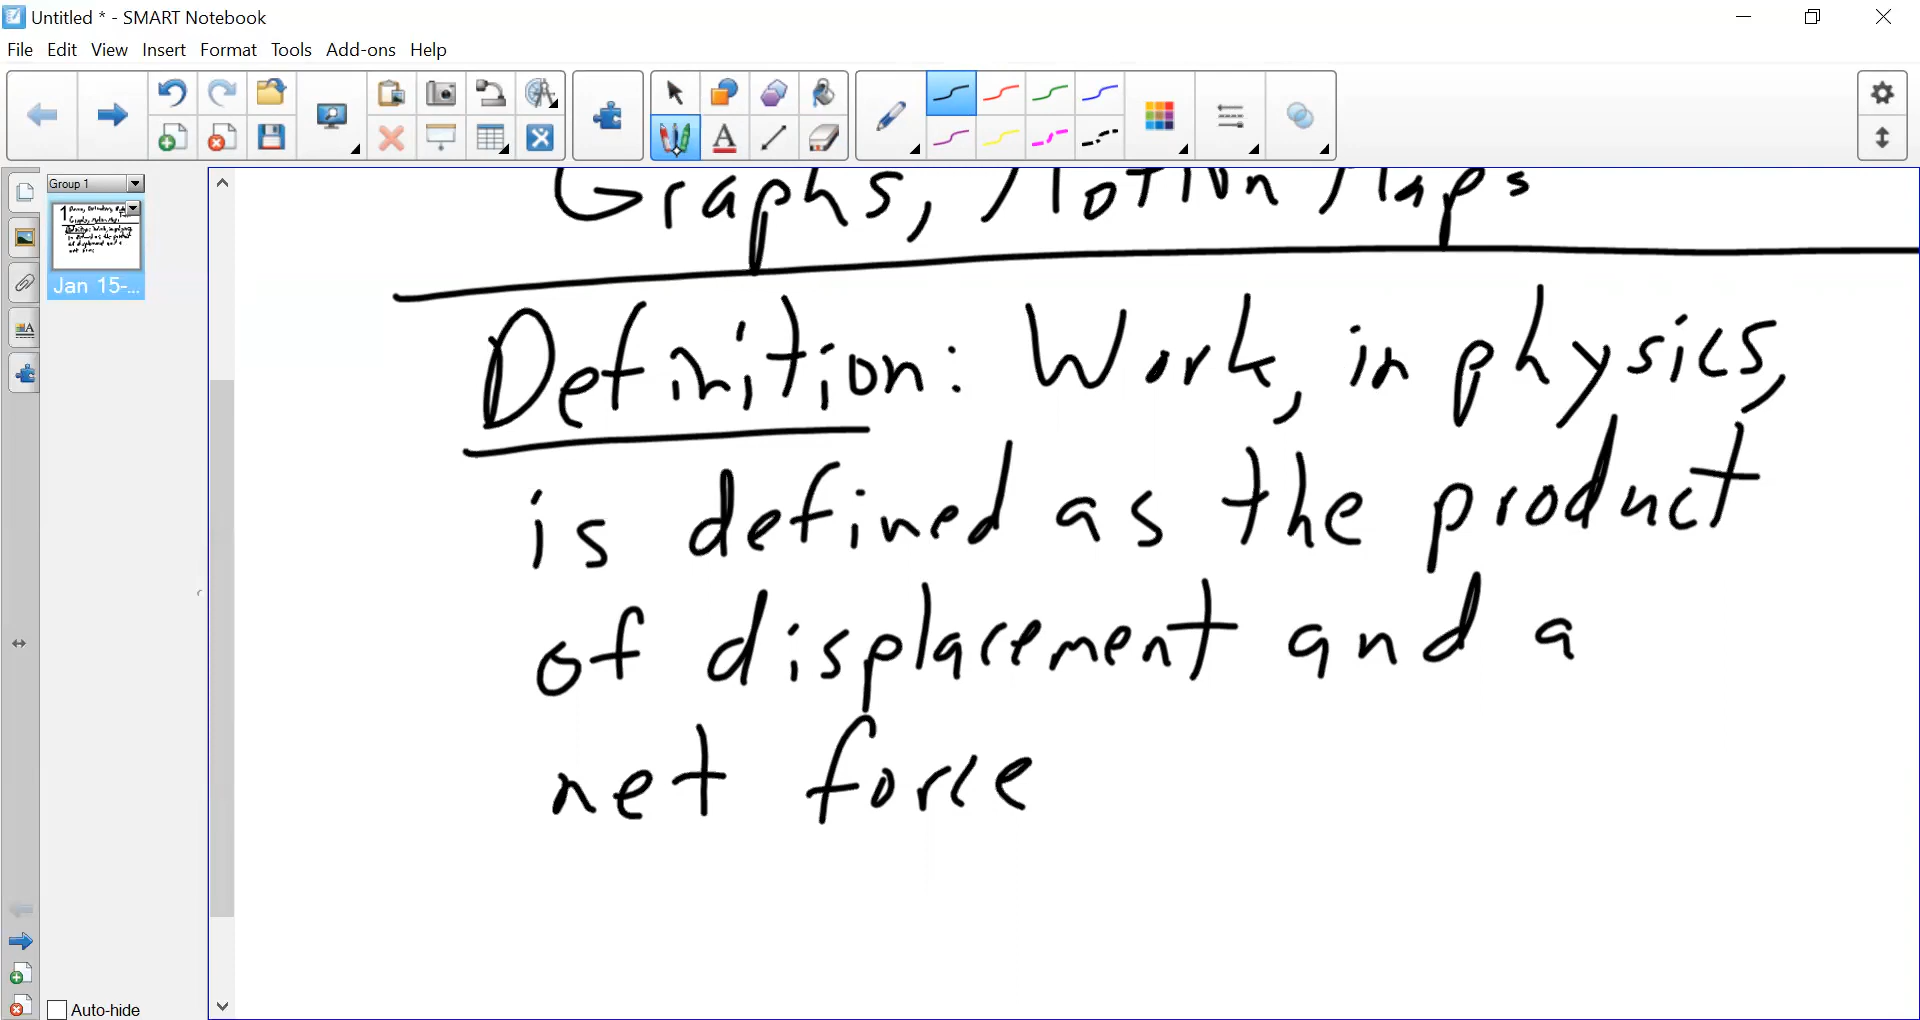 Untitled * - SMART Notebook
File Edit View Insert Format Tools Add-ons Help
Group 1
Jan 15-...
Graphs, Motion Maps
Definition: Work, in physics,
is defined as the product
of displacement and a
net force
Auto-hide